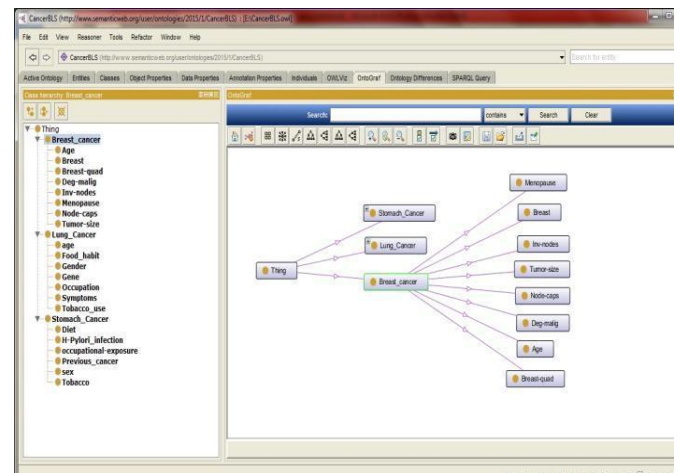 CancerBLS (http://www.semanticweb.org/user/ontologies/2015/1/CancerBLS) : [E:\CancerBLS.owl]
File Edit View Reasoner Tools Refactor Window Help
CancerBLS (http://www.semanticweb.org/user/ontologies/2015/1/CancerBLS)
Search for entity
Active Ontology Entities Classes Object Properties Data Properties Annotation Properties Individuals OWLViz OntoGraf Ontology Differences SPARQL Query
Class hierarchy: Breast_cancer
OntoGraf:
Search: contains Search Clear
Thing
Breast_cancer
Age
Breast
Breast-quad
Deg-malig
Inv-nodes
Menopause
Node-caps
Tumor-size
Lung_Cancer
age
Food_habit
Gender
Gene
Occupation
Symptoms
Tobacco_use
Stomach_Cancer
Diet
H-Pylori_infection
occupational-exposure
Previous_cancer
sex
Tobacco
Thing
Stomach_Cancer
Lung_Cancer
Breast_cancer
Menopause
Breast
Inv-nodes
Tumor-size
Node-caps
Deg-malig
Age
Breast-quad